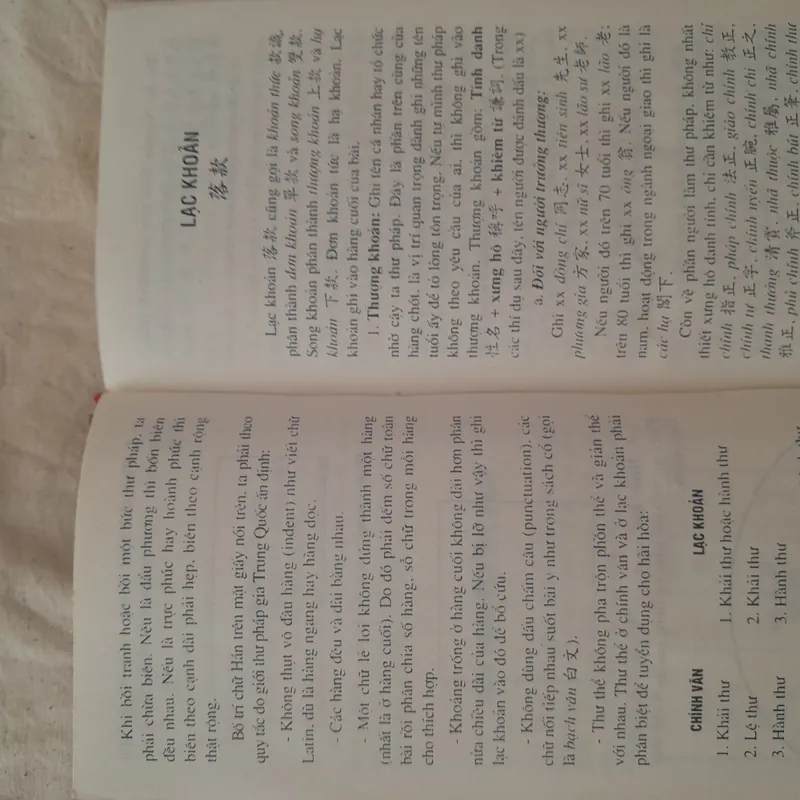 Khi bồi tranh hoặc bồi một bức thư pháp, ta
phải chừa biên. Nếu là đấu phương thì bốn biên
đều nhau. Nếu là trực phúc hay hoành phúc thì
biên theo cạnh dài phải hẹp, biên theo cạnh rộng
thật rộng.
Bố trí chữ Hán trên mặt giấy nói trên, ta phải theo
quy tắc do giới thư pháp gia Trung Quốc ấn định:
- Không thụt vô đầu hàng (indent) như viết chữ
Latin, dù là hàng ngang hay hàng dọc.
- Các hàng đều và dài bằng nhau.
- Một chữ lẻ loi không đứng thành một hàng
(nhất là ở hàng cuối). Do đó phải đếm số chữ toàn
bài rồi phân chia số hàng, số chữ trong mỗi hàng
cho thích hợp.
- Khoảng trống ở hàng cuối không dài hơn phân
nửa chiều dài của hàng. Nếu bị lỡ như vậy thì ghi
lạc khoản vào đó để bổ cứu.
- Không dùng dấu chấm câu (punctuation), các
chữ nối tiếp nhau suốt bài y như trong sách cổ (gọi
là bạch văn 白文).
- Thư thể không pha trộn phồn thể và giản thể
với nhau. Thư thể ở chính văn và ở lạc khoản phải
phân biệt để tuyển dụng cho hài hòa:
CHÍNH VĂN LẠC KHOẢN
1. Khải thư 1. Khải thư hoặc hành thư
2. Lệ thư 2. Khải thư
3. Hành thư 3. Hành thư
LẠC KHOẢN
落款
Lạc khoản 落款 cũng gọi là khoản thức 款識,
phân thành đơn khoản 單款 và song khoản 雙款.
Song khoản phân thành thượng khoản 上款 và hạ
khoản 下款. Đơn khoản tức là hạ khoản. Lạc
khoản ghi vào hàng cuối của bài.
1. Thượng khoản: Ghi tên cá nhân hay tổ chức
nhờ cậy ta thư pháp. Đây là phần trên cùng của
hàng chót, là vị trí quan trọng dành ghi những tên
tuổi ấy để tỏ lòng tôn trọng. Nếu tự mình thư pháp
không theo yêu cầu của ai, thì không ghi vào
thượng khoản. Thượng khoản gồm: Tính danh
姓名 + xưng hô 稱呼 + khiêm từ 謙詞. (Trong
các thí dụ sau đây, tên người được đánh dấu là xx)
a. Đối với người trưởng thượng:
Ghi xx đồng chí 同志, xx tiên sinh 先生, xx
phương gia 方家, xx nữ sĩ 女士, xx lão sư 老師.
Nếu người đó trên 70 tuổi thì ghi xx lão 老;
trên 80 tuổi thì ghi xx ông 翁. Nếu người đó là
nam, hoạt động trong ngành ngoại giao thì ghi là
các hạ 閣下.
Còn về phần người làm thư pháp, không nhất
thiết xưng hô danh tính, chỉ cần khiêm từ như: chỉ
chính 指正, pháp chính 法正, giáo chính 教正,
chính tự 正字, chính uyển 正腕, chính chi 正之,
thanh thưởng 清賞, nhã thuộc 雅屬, nhã chính
雅正, phủ chính 斧正, chính bút 正筆, chính thư